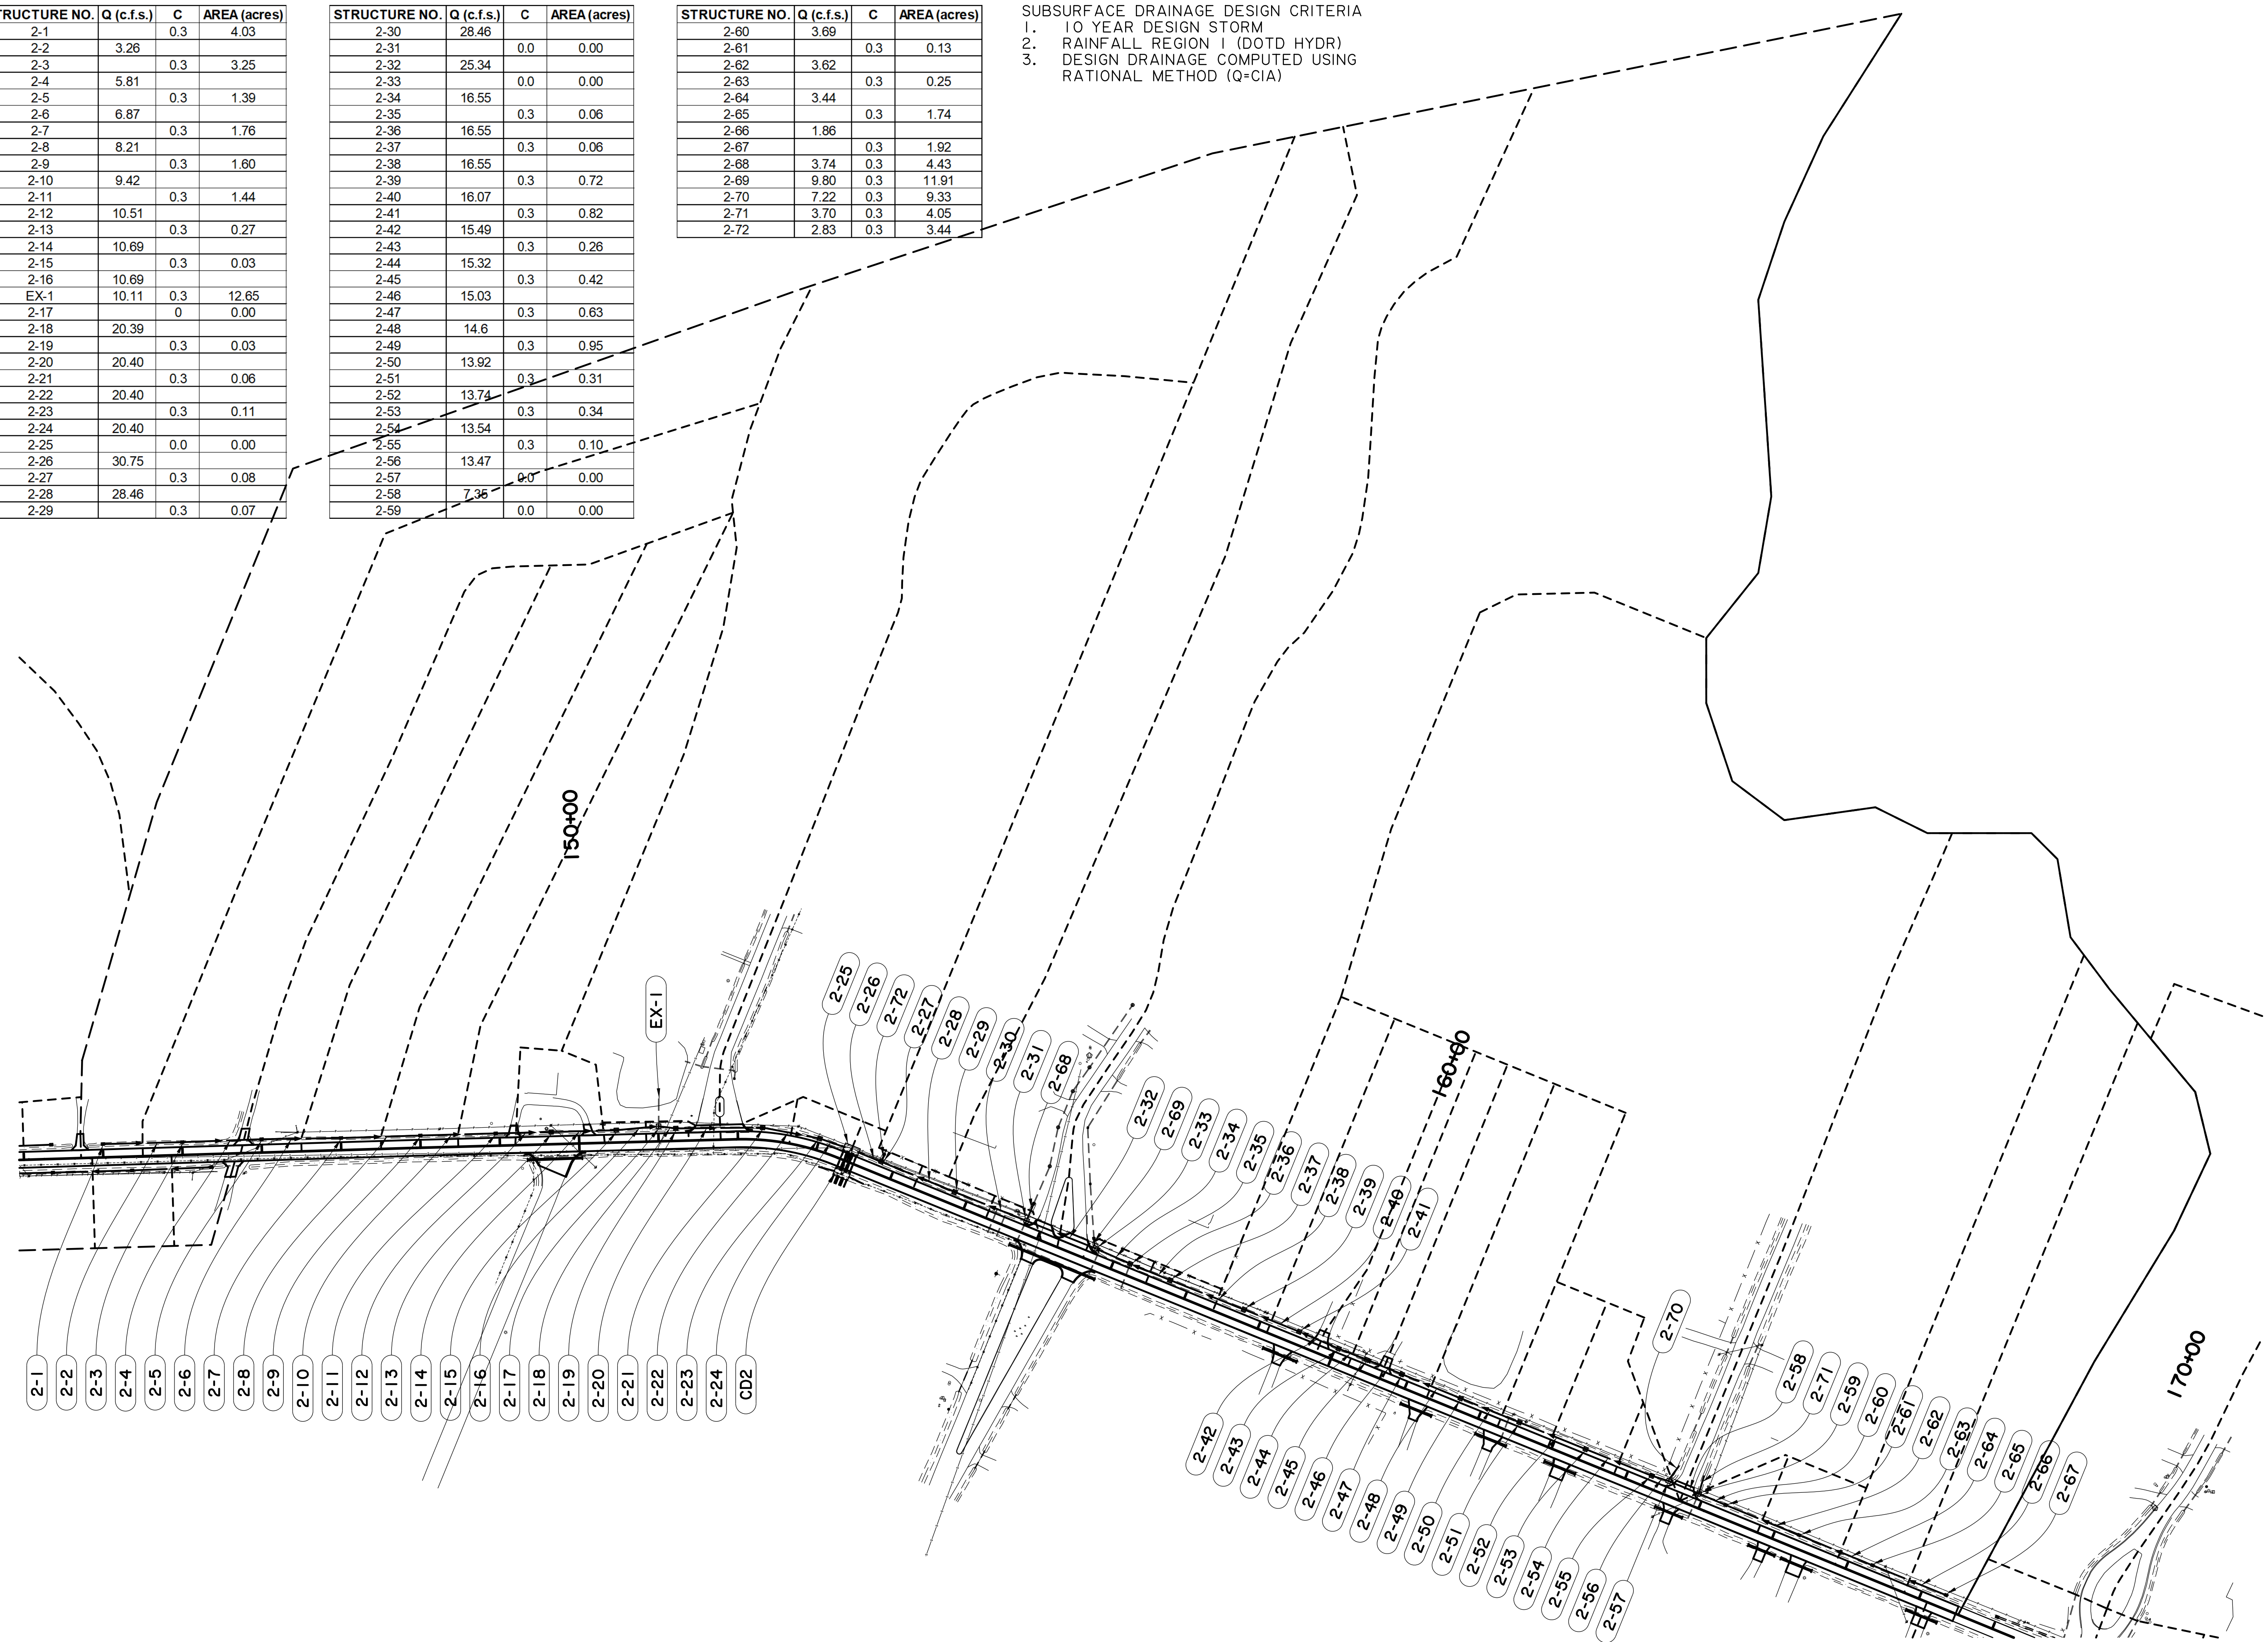 TRUCTURE NO. Q (c.f.s.) C AREA (acres)
2-1 0.3 4.03
2-2 3.26
2-3 0.3 3.25
2-4 5.81
2-5 0.3 1.39
2-6 6.87
2-7 0.3 1.76
2-8 8.21
2-9 0.3 1.60
2-10 9.42
2-11 0.3 1.44
2-12 10.51
2-13 0.3 0.27
2-14 10.69
2-15 0.3 0.03
2-16 10.69
EX-1 10.11 0.3 12.65
2-17 0 0.00
2-18 20.39
2-19 0.3 0.03
2-20 20.40
2-21 0.3 0.06
2-22 20.40
2-23 0.3 0.11
2-24 20.40
2-25 0.0 0.00
2-26 30.75
2-27 0.3 0.08
2-28 28.46
2-29 0.3 0.07
STRUCTURE NO. Q (c.f.s.) C AREA (acres)
2-30 28.46
2-31 0.0 0.00
2-32 25.34
2-33 0.0 0.00
2-34 16.55
2-35 0.3 0.06
2-36 16.55
2-37 0.3 0.06
2-38 16.55
2-39 0.3 0.72
2-40 16.07
2-41 0.3 0.82
2-42 15.49
2-43 0.3 0.26
2-44 15.32
2-45 0.3 0.42
2-46 15.03
2-47 0.3 0.63
2-48 14.6
2-49 0.3 0.95
2-50 13.92
2-51 0.3 0.31
2-52 13.74
2-53 0.3 0.34
2-54 13.54
2-55 0.3 0.10
2-56 13.47
2-57 0.0 0.00
2-58 7.35
2-59 0.0 0.00
STRUCTURE NO. Q (c.f.s.) C AREA (acres)
2-60 3.69
2-61 0.3 0.13
2-62 3.62
2-63 0.3 0.25
2-64 3.44
2-65 0.3 1.74
2-66 1.86
2-67 0.3 1.92
2-68 3.74 0.3 4.43
2-69 9.80 0.3 11.91
2-70 7.22 0.3 9.33
2-71 3.70 0.3 4.05
2-72 2.83 0.3 3.44
SUBSURFACE DRAINAGE DESIGN CRITERIA
1. 10 YEAR DESIGN STORM
2. RAINFALL REGION 1 (DOTD HYDR)
3. DESIGN DRAINAGE COMPUTED USING
RATIONAL METHOD (Q=CIA)
150+00
160+00
170+00
EX-1
2-25
2-26
2-72
2-27
2-28
2-29
2-30
2-31
2-68
2-32
2-69
2-33
2-34
2-35
2-36
2-37
2-38
2-39
2-40
2-41
2-70
2-58
2-71
2-59
2-60
2-61
2-62
2-63
2-64
2-65
2-66
2-67
2-1
2-2
2-3
2-4
2-5
2-6
2-7
2-8
2-9
2-10
2-11
2-12
2-13
2-14
2-15
2-16
2-17
2-18
2-19
2-20
2-21
2-22
2-23
2-24
CD2
2-42
2-43
2-44
2-45
2-46
2-47
2-48
2-49
2-50
2-51
2-52
2-53
2-54
2-55
2-56
2-57